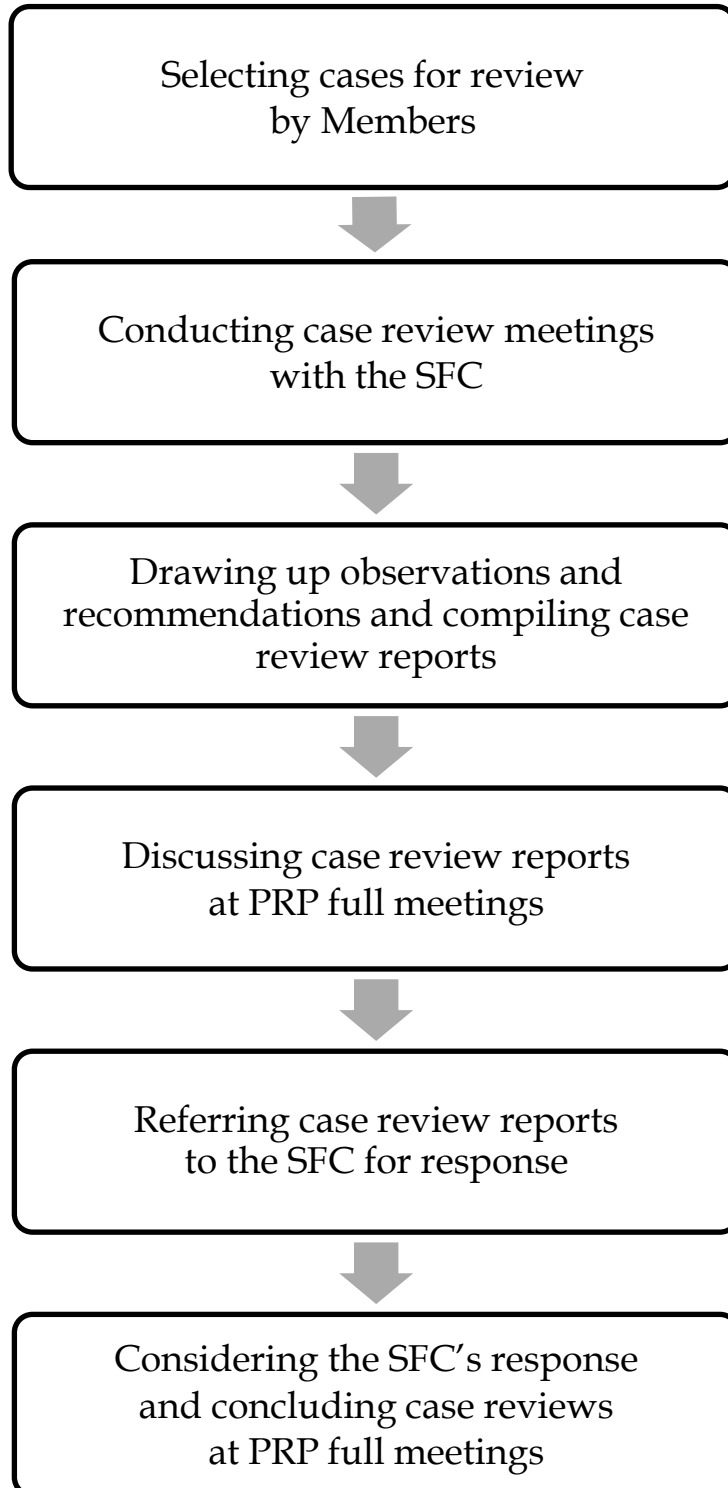 Selecting cases for review
by Members
Conducting case review meetings
with the SFC
Drawing up observations and
recommendations and compiling case
review reports
Discussing case review reports
at PRP full meetings
Referring case review reports
to the SFC for response
Considering the SFC’s response
and concluding case reviews
at PRP full meetings